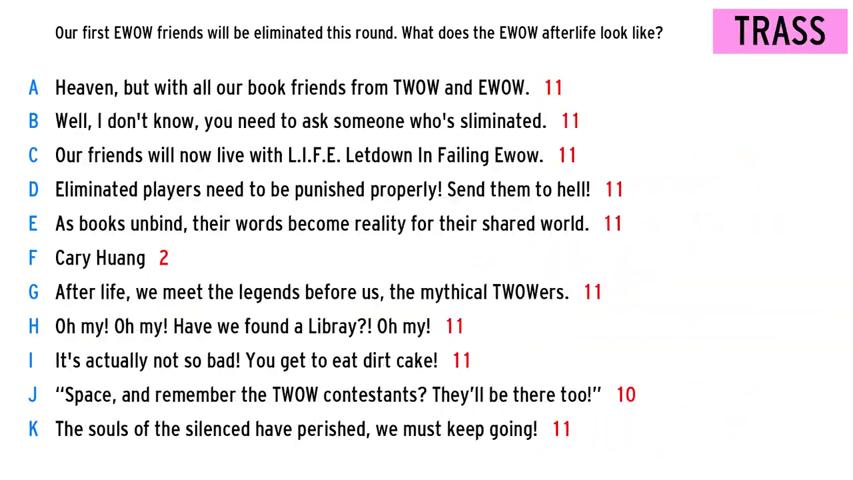 Our first EWOW friends will be eliminated this round. What does the EWOW afterlife look like?
TRASS
A Heaven, but with all our book friends from TWOW and EWOW. 11
B Well, I don't know, you need to ask someone who's sliminated. 11
C Our friends will now live with L.I.F.E. Letdown In Failing Ewow. 11
D Eliminated players need to be punished properly! Send them to hell! 11
E As books unbind, their words become reality for their shared world. 11
F Cary Huang 2
G After life, we meet the legends before us, the mythical TWOWers. 11
H Oh my! Oh my! Have we found a Libray?! Oh my! 11
I It's actually not so bad! You get to eat dirt cake! 11
J “Space, and remember the TWOW contestants? They’ll be there too!” 10
K The souls of the silenced have perished, we must keep going! 11